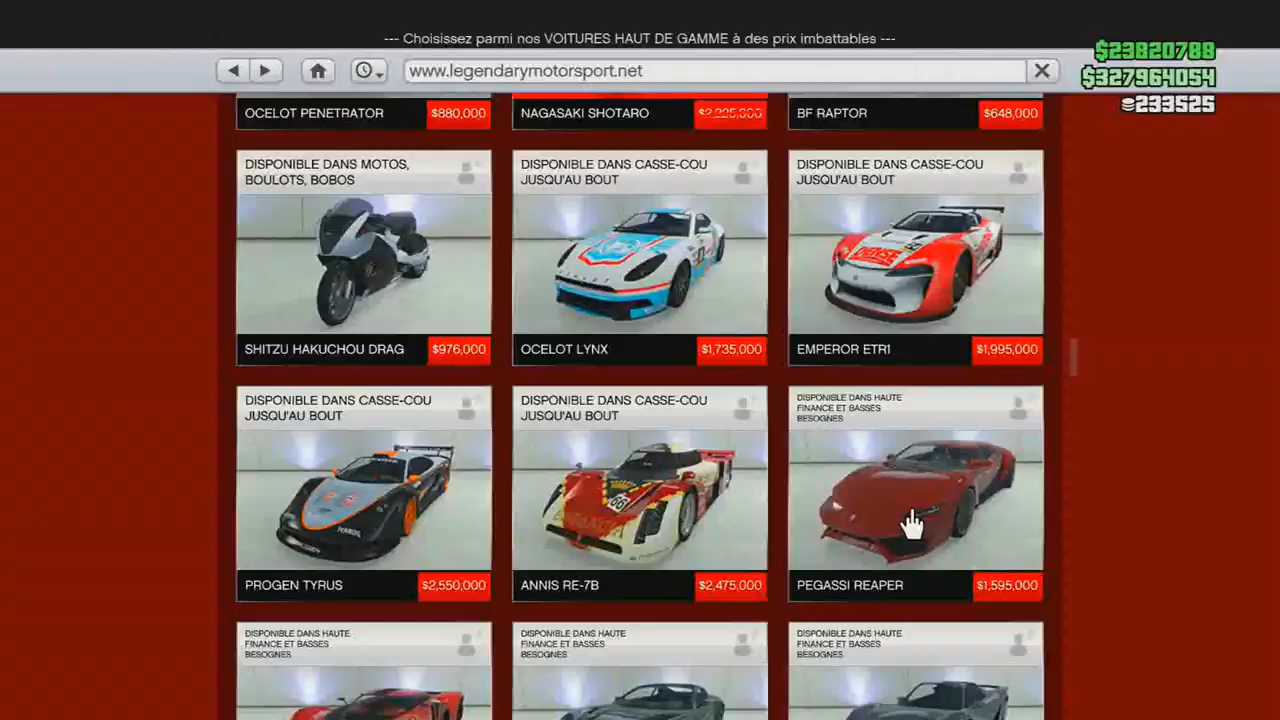 --- Choisissez parmi nos VOITURES HAUT DE GAMME à des prix imbattables ---
www.legendarymotorsport.net
$23820788
$327964054
233525
OCELOT PENETRATOR $880,000
NAGASAKI SHOTARO $2,225,000
BF RAPTOR $648,000
DISPONIBLE DANS MOTOS,
BOULOTS, BOBOS
SHITZU HAKUCHOU DRAG $976,000
DISPONIBLE DANS CASSE-COU
JUSQU'AU BOUT
OCELOT LYNX $1,735,000
DISPONIBLE DANS CASSE-COU
JUSQU'AU BOUT
EMPEROR ETR1 $1,995,000
DISPONIBLE DANS CASSE-COU
JUSQU'AU BOUT
PROGEN TYRUS $2,550,000
DISPONIBLE DANS CASSE-COU
JUSQU'AU BOUT
66
ANNIS RE-7B $2,475,000
DISPONIBLE DANS HAUTE
FINANCE ET BASSES
BESOGNES
PEGASSI REAPER $1,595,000
DISPONIBLE DANS HAUTE
FINANCE ET BASSES
BESOGNES
DISPONIBLE DANS HAUTE
FINANCE ET BASSES
BESOGNES
DISPONIBLE DANS HAUTE
FINANCE ET BASSES
BESOGNES